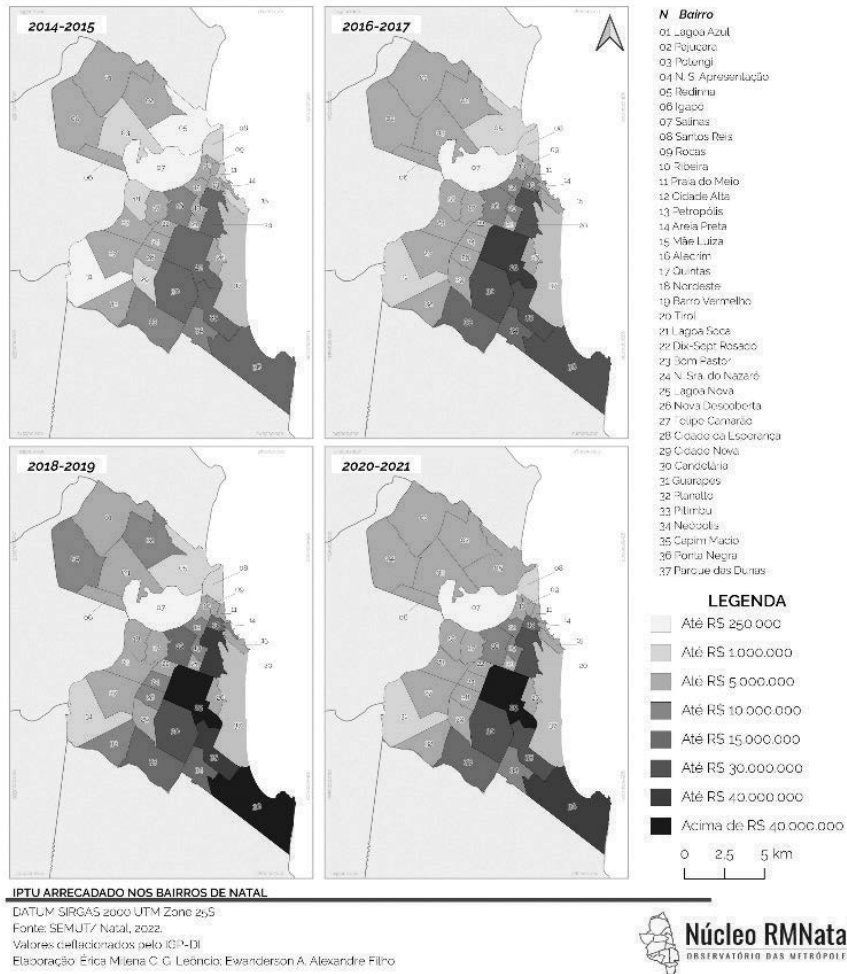 2014-2015
2016-2017
2018-2019
2020-2021
N Bairro
01 Lagoa Azul
02 Pajuçara
03 Potengi
04 N. S. Apresentação
05 Redinha
06 Igapó
07 Salinas
08 Santos Reis
09 Rocas
10 Ribeira
11 Praia do Meio
12 Cidade Alta
13 Petrópolis
14 Areia Preta
15 Mãe Luiza
16 Alecrim
17 Quintas
18 Nordeste
19 Barro Vermelho
20 Tirol
21 Lagoa Seca
22 Dix-Sept Rosado
23 Bom Pastor
24 N. Sra. do Nazaré
25 Lagoa Nova
26 Nova Descoberta
27 Felipe Camarão
28 Cidade da Esperança
29 Cidade Nova
30 Candelária
31 Guarapes
32 Planalto
33 Pitimbu
34 Neópolis
35 Capim Macio
36 Ponta Negra
37 Parque das Dunas
LEGENDA
Até R$ 250.000
Até R$ 1.000.000
Até R$ 5.000.000
Até R$ 10.000.000
Até R$ 15.000.000
Até R$ 30.000.000
Até R$ 40.000.000
Acima de R$ 40.000.000
0 2,5 5 km
IPTU ARRECADADO NOS BAIRROS DE NATAL
DATUM SIRGAS 2000 UTM Zone 25S
Fonte: SEMUT/ Natal, 2022.
Valores deflacionados pelo IGP-DI
Elaboração: Érica Milena C. G. Leôncio; Ewanderson A. Alexandre Filho
Núcleo RMNata
OBSERVATÓRIO DAS METRÓPOLE